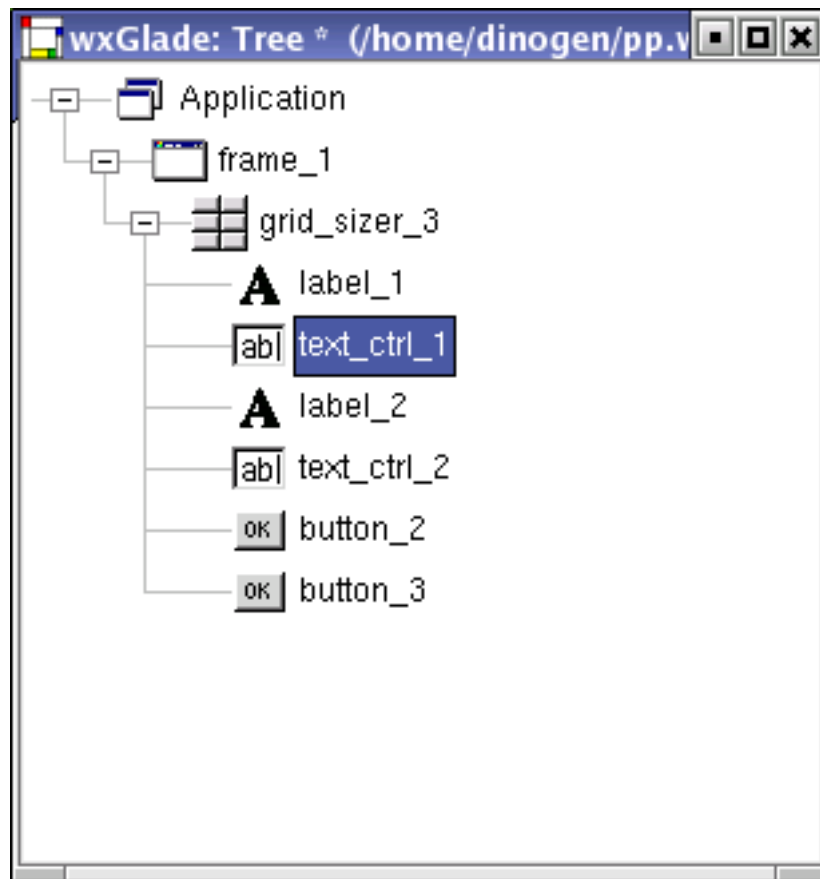 wxGlade: Tree * (/home/dinogen/pp.w
Application
frame_1
grid_sizer_3
A label_1
ab| text_ctrl_1
A label_2
ab| text_ctrl_2
OK button_2
OK button_3